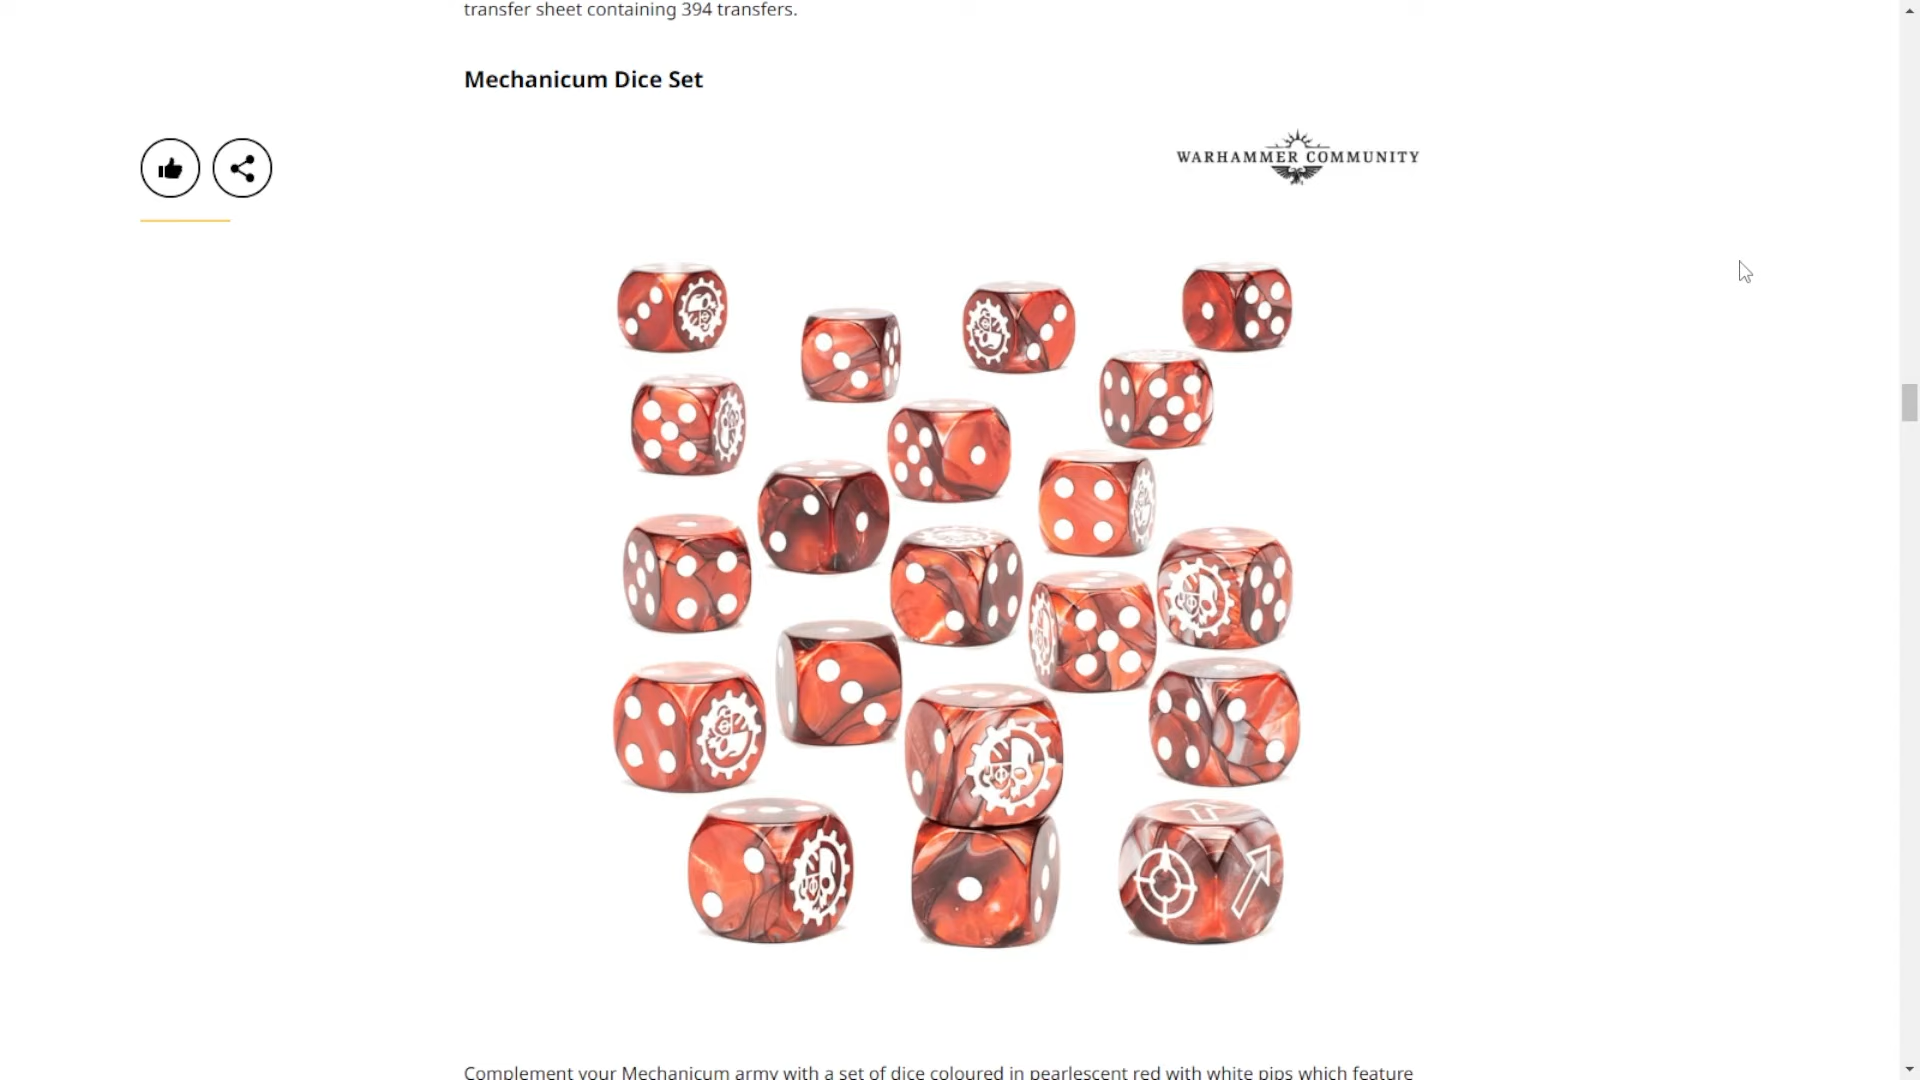 transfer sheet containing 394 transfers.
Mechanicum Dice Set
WARHAMMER COMMUNITY
Complement your Mechanicum army with a set of dice coloured in pearlescent red with white pips which feature